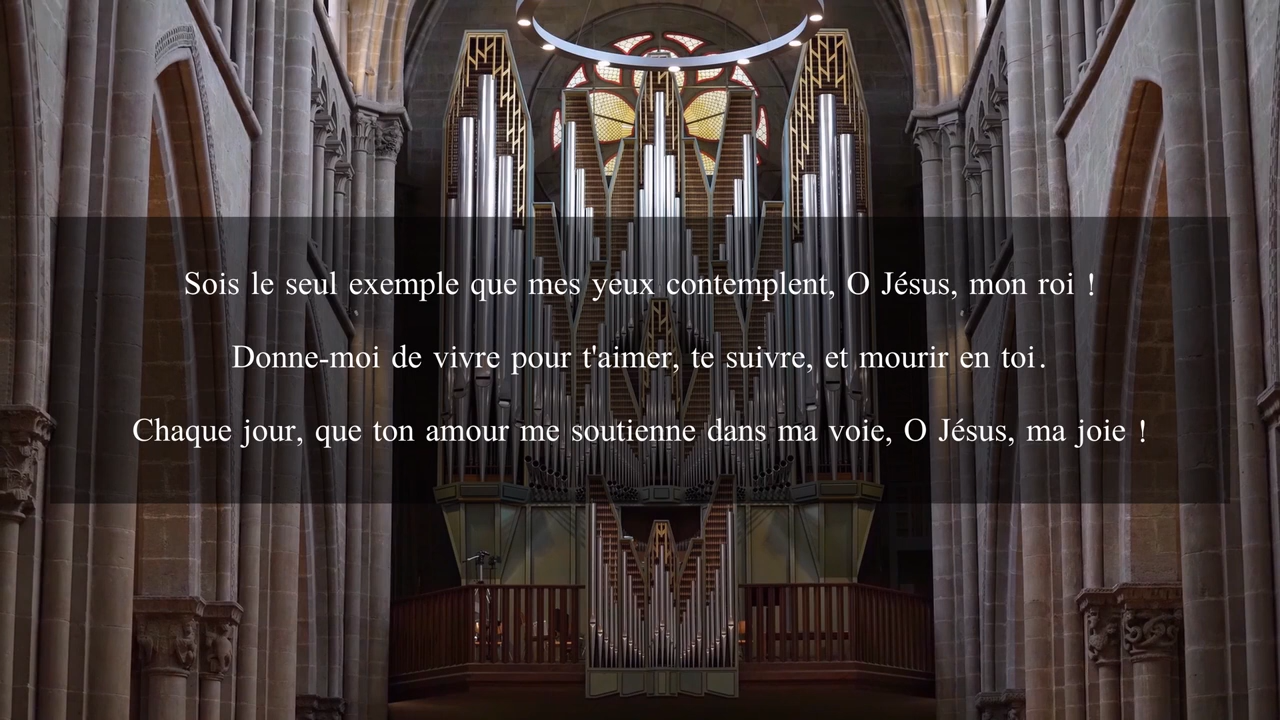 Sois le seul exemple que mes yeux contemplent, O Jésus, mon roi !
Donne-moi de vivre pour t'aimer, te suivre, et mourir en toi.
Chaque jour, que ton amour me soutienne dans ma voie, O Jésus, ma joie !